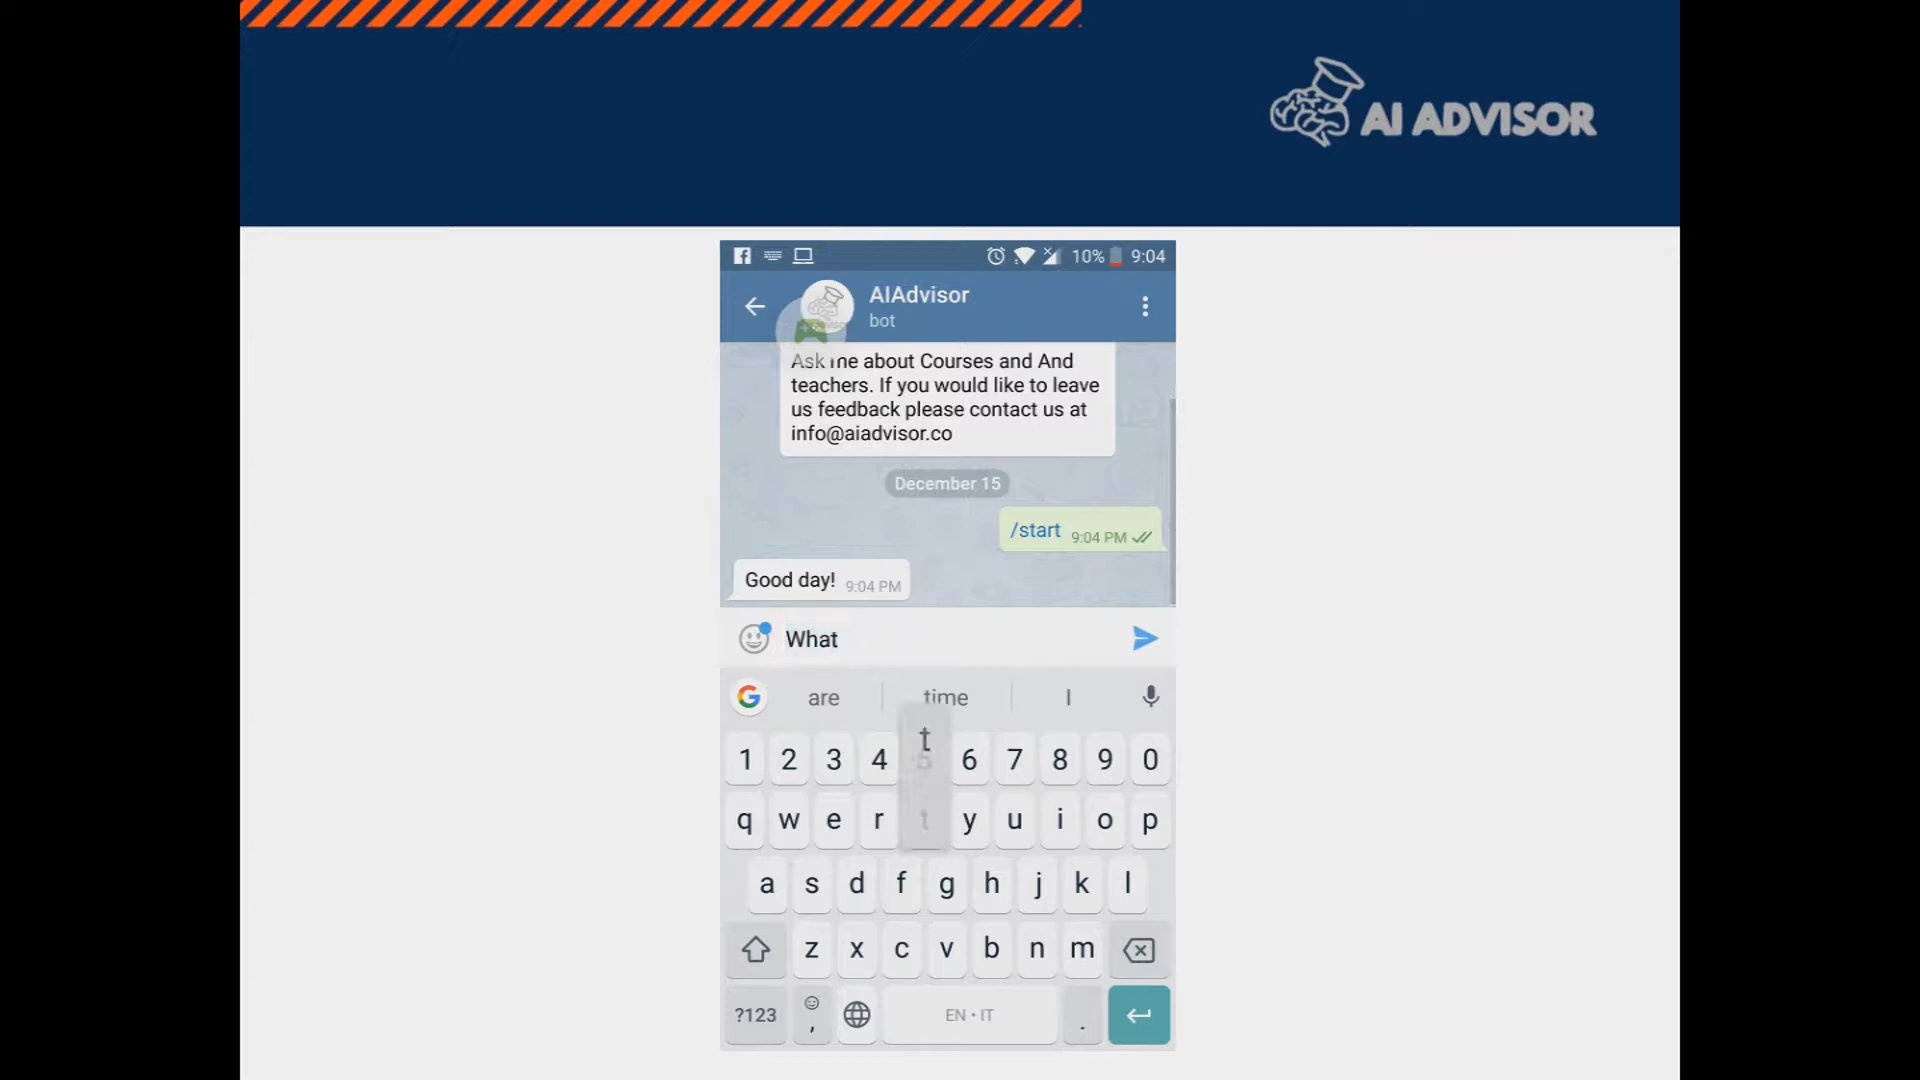 AI ADVISOR
10% 9:04
AIAdvisor
bot
Ask me about Courses and And
teachers. If you would like to leave
us feedback please contact us at
info@aiadvisor.co
December 15
/start 9:04 PM
Good day! 9:04 PM
What
are time I
t
1 2 3 4 5 6 7 8 9 0
q w e r t y u i o p
a s d f g h j k l
z x c v b n m
?123 , EN • IT .